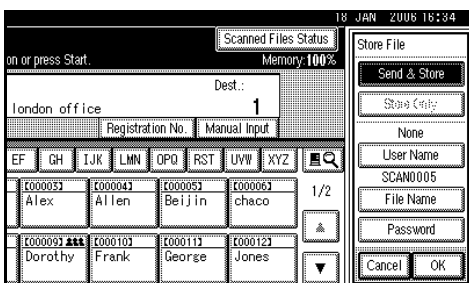 18 JAN 2006 16:34
Scanned Files Status
Store File
on or press Start.
Memory:100%
Send & Store
Dest.:
Store Only
london office
1
None
Registration No.
Manual Input
User Name
EF GH IJK LMN OPQ RST UVW XYZ
SCAN0005
[00003] [00004] [00005] [00006]
Alex Allen Beijin chaco
1/2
File Name
Password
[00009] [00010] [00011] [00012]
Dorothy Frank George Jones
Cancel OK